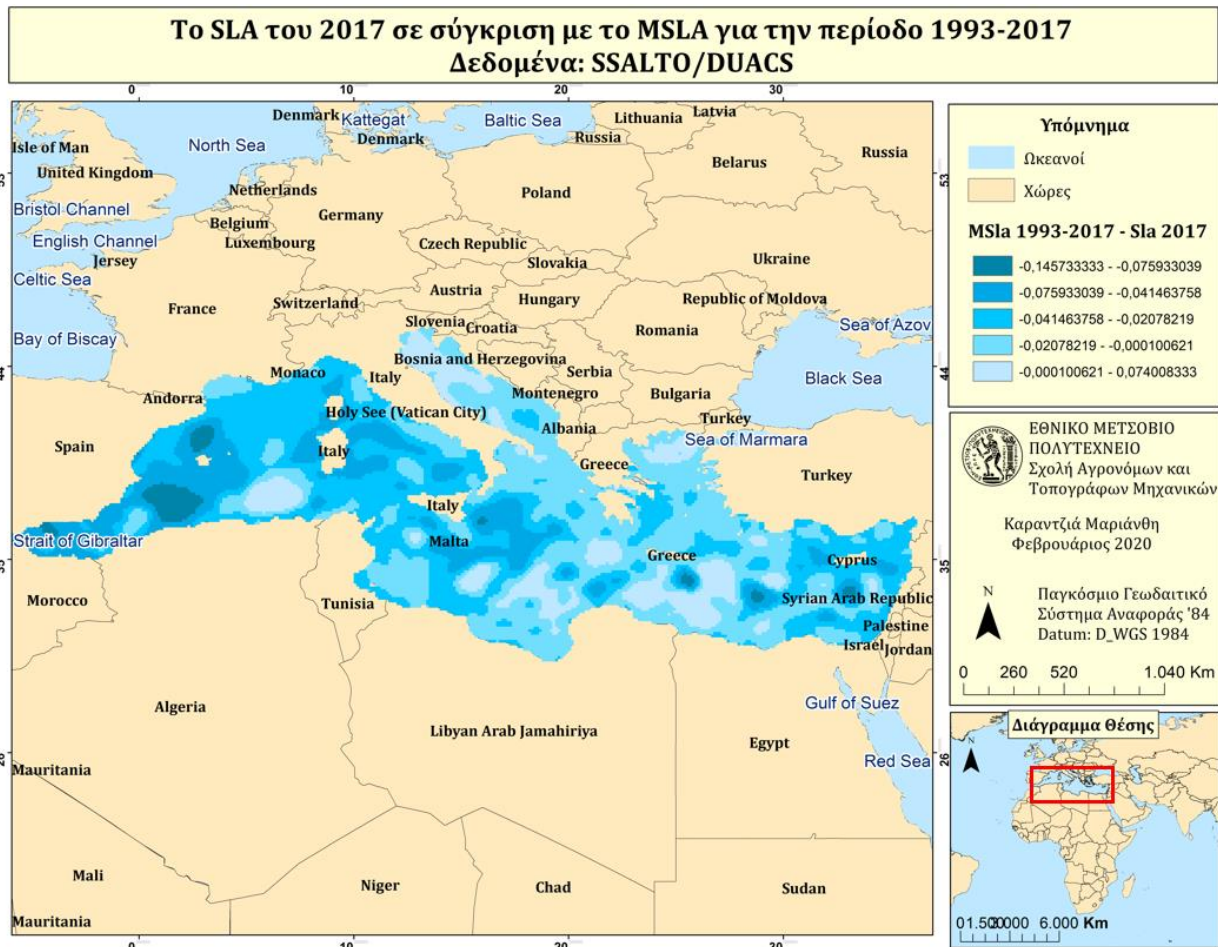 Το SLA του 2017 σε σύγκριση με το MSLA για την περίοδο 1993-2017
Δεδομένα: SSALTO/DUACS
0
10
20
30
Denmark
Kattegat
Baltic Sea
Lithuania
Latvia
Isle of Man
North Sea
Denmark
Russia
Russia
United Kingdom
Belarus
53
Netherlands
Poland
Bristol Channel
Germany
Belgium
English Channel
Luxembourg
Czech Republic
Jersey
Slovakia
Ukraine
Celtic Sea
Austria
France
Switzerland
Hungary
Republic of Moldova
Slovenia
Croatia
Romania
Sea of Azov
Bay of Biscay
Bosnia and Herzegovina
44
Monaco
Italy
Serbia
Black Sea
Andorra
Montenegro
Bulgaria
Holy See (Vatican City)
Turkey
Albania
Sea of Marmara
Spain
Italy
Greece
Turkey
Italy
Strait of Gibraltar
Malta
Greece
Cyprus
35
Morocco
Tunisia
Syrian Arab Republic
Palestine
Israel
Jordan
Algeria
Gulf of Suez
Libyan Arab Jamahiriya
Egypt
26
Red Sea
Mauritania
Mali
Niger
Chad
Sudan
Mauritania
0
10
20
30
Υπόμνημα
Ωκεανοί
Χώρες
MSla 1993-2017 - Sla 2017
-0,145733333 - -0,075933039
-0,075933039 - -0,041463758
-0,041463758 - -0,02078219
-0,02078219 - -0,000100621
-0,000100621 - 0,074008333
ΕΘΝΙΚΟ ΜΕΤΣΟΒΙΟ
ΠΟΛΥΤΕΧΝΕΙΟ
Σχολή Αγρονόμων και
Τοπογράφων Μηχανικών
Καραντζιά Μαριάνθη
Φεβρουάριος 2020
N
Παγκόσμιο Γεωδαιτικό
Σύστημα Αναφοράς '84
Datum: D_WGS 1984
0 260 520 1.040 Km
Διάγραμμα Θέσης
N
0 1.500 3.000 6.000 Km